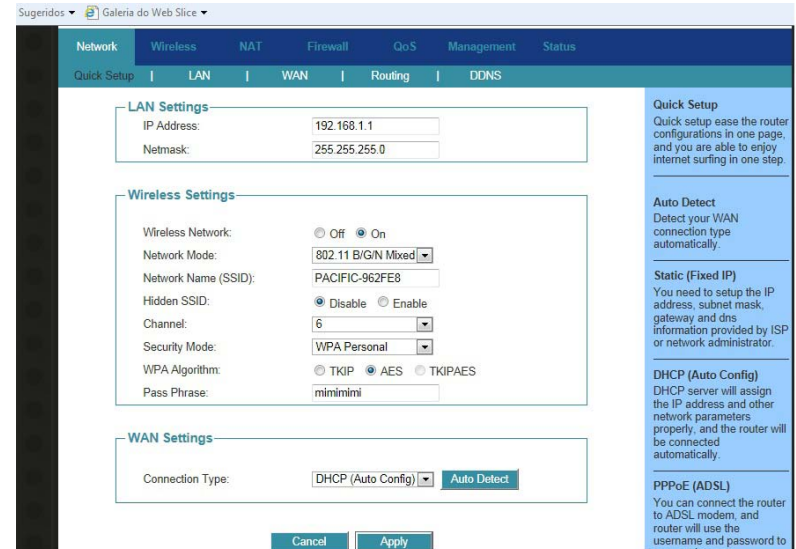 Sugeridos Galeria do Web Slice
Network Wireless NAT Firewall QoS Management Status
Quick Setup | LAN | WAN | Routing | DDNS
LAN Settings
IP Address: 192.168.1.1
Netmask: 255.255.255.0
Wireless Settings
Wireless Network: Off On
Network Mode: 802.11 B/G/N Mixed
Network Name (SSID): PACIFIC-962FE8
Hidden SSID: Disable Enable
Channel: 6
Security Mode: WPA Personal
WPA Algorithm: TKIP AES TKIPAES
Pass Phrase: mimimimi
WAN Settings
Connection Type: DHCP (Auto Config) Auto Detect
Cancel Apply
Quick Setup
Quick setup ease the router
configurations in one page,
and you are able to enjoy
internet surfing in one step.
Auto Detect
Detect your WAN
connection type
automatically.
Static (Fixed IP)
You need to setup the IP
address, subnet mask,
gateway and dns
information provided by ISP
or network administrator.
DHCP (Auto Config)
DHCP server will assign
the IP address and other
network parameters
properly, and the router will
be connected
automatically.
PPPoE (ADSL)
You can connect the router
to ADSL modem, and
router will use the
username and password to